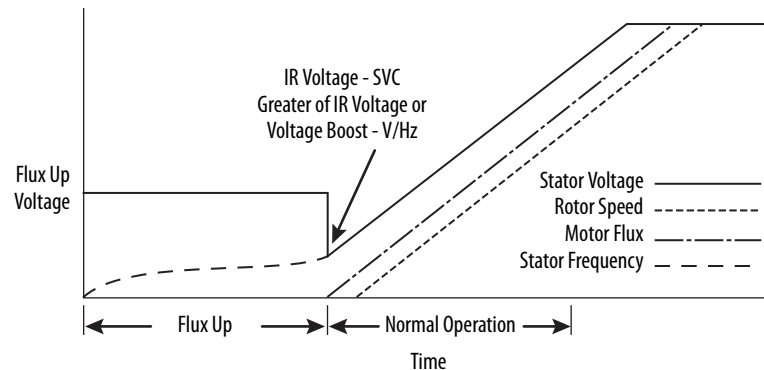 IR Voltage - SVC
Greater of IR Voltage or
Voltage Boost - V/Hz
Flux Up
Voltage
Stator Voltage
Rotor Speed
Motor Flux
Stator Frequency
Flux Up
Normal Operation
Time